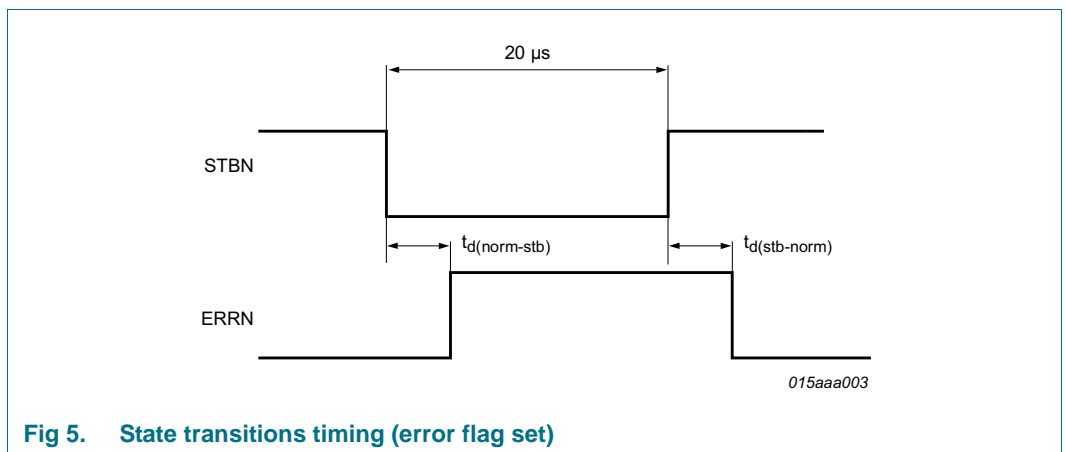 20 µs
STBN
td(norm-stb)
td(stb-norm)
ERRN
015aaa003
Fig 5. State transitions timing (error flag set)